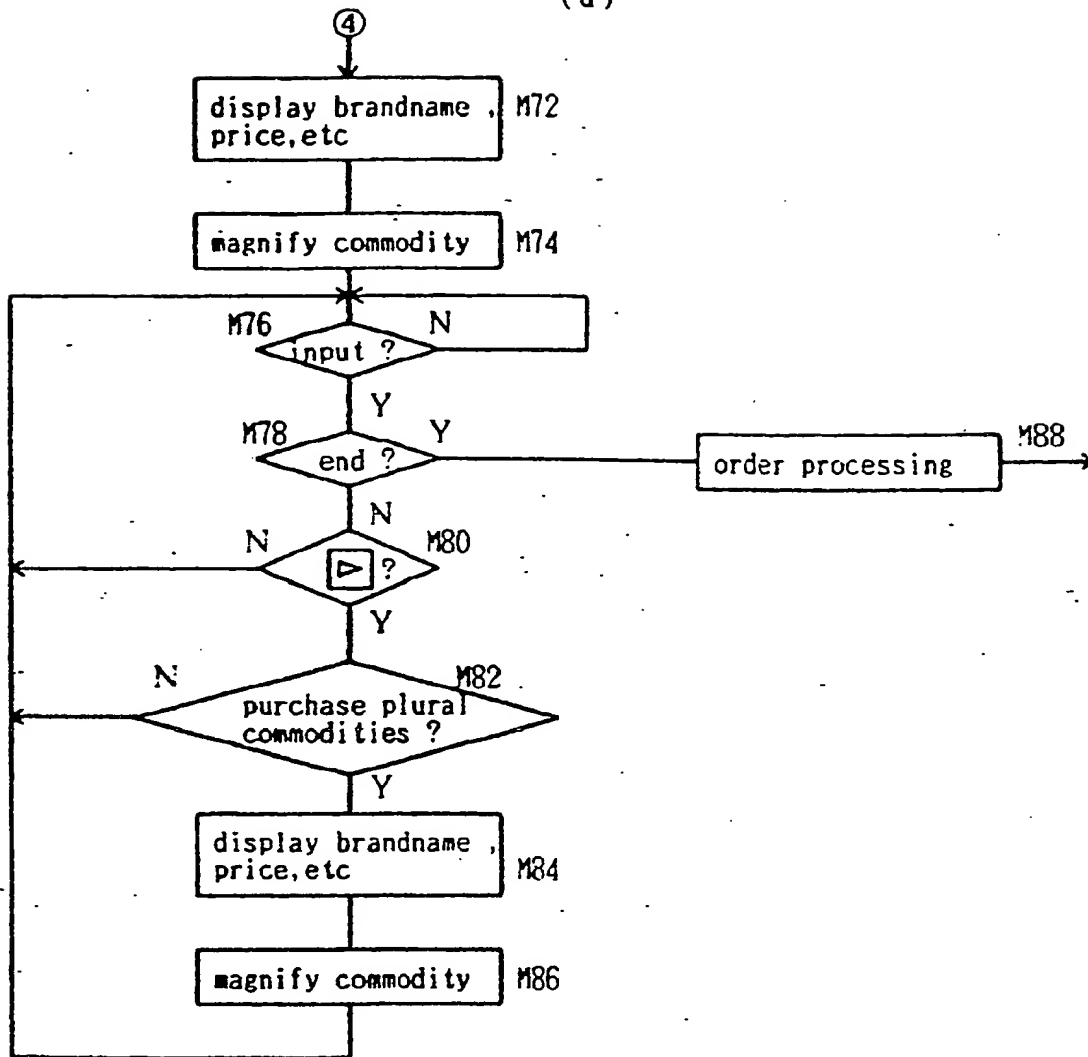 (d)
4
display brandname , M72
price,etc
magnify commodity M74
M76 N
input ?
Y
M78 Y
end ?
M88
order processing
N
N M80
?
Y
N M82
purchase plural
commodities ?
Y
display brandname ,
price,etc M84
magnify commodity M86